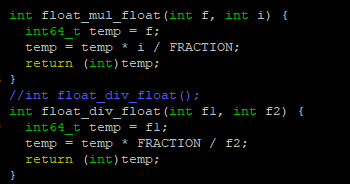 int float_mul_float(int f, int i) {
  int64_t temp = f;
  temp = temp * i / FRACTION;
  return (int)temp;
}
//int float_div_float();
int float_div_float(int f1, int f2) {
  int64_t temp = f1;
  temp = temp * FRACTION / f2;
  return (int)temp;
}